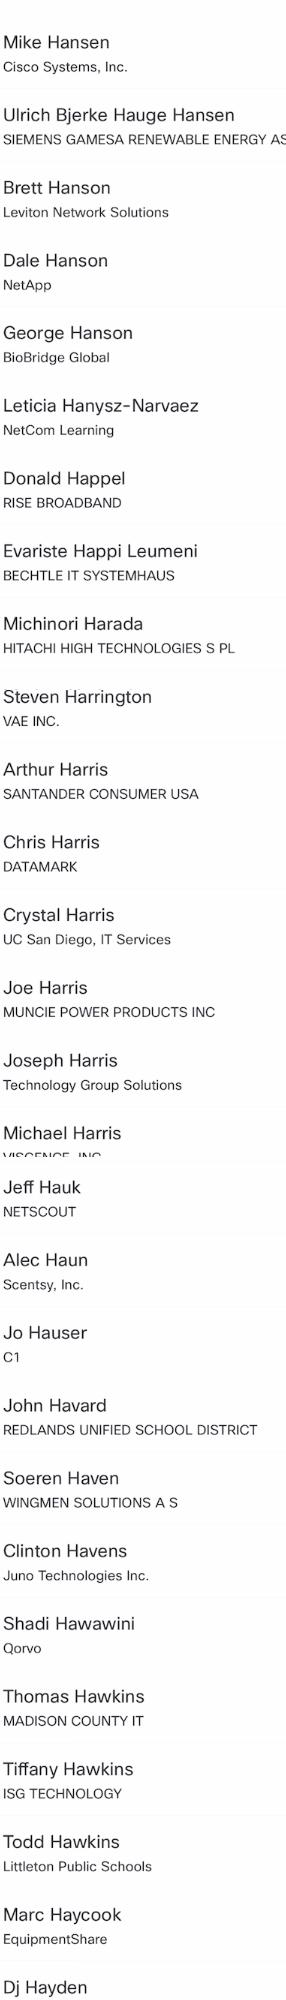 Mike Hansen
Cisco Systems, Inc.
Ulrich Bjerke Hauge Hansen
SIEMENS GAMESA RENEWABLE ENERGY AS
Brett Hanson
Leviton Network Solutions
Dale Hanson
NetApp
George Hanson
BioBridge Global
Leticia Hanysz-Narvaez
NetCom Learning
Donald Happel
RISE BROADBAND
Evariste Happi Leumeni
BECHTLE IT SYSTEMHAUS
Michinori Harada
HITACHI HIGH TECHNOLOGIES S PL
Steven Harrington
VAE INC.
Arthur Harris
SANTANDER CONSUMER USA
Chris Harris
DATAMARK
Crystal Harris
UC San Diego, IT Services
Joe Harris
MUNCIE POWER PRODUCTS INC
Joseph Harris
Technology Group Solutions
Michael Harris
Jeff Hauk
NETSCOUT
Alec Haun
Scentsy, Inc.
Jo Hauser
C1
John Havard
REDLANDS UNIFIED SCHOOL DISTRICT
Soeren Haven
WINGMEN SOLUTIONS A S
Clinton Havens
Juno Technologies Inc.
Shadi Hawawini
Qorvo
Thomas Hawkins
MADISON COUNTY IT
Tiffany Hawkins
ISG TECHNOLOGY
Todd Hawkins
Littleton Public Schools
Marc Haycook
EquipmentShare
Dj Hayden